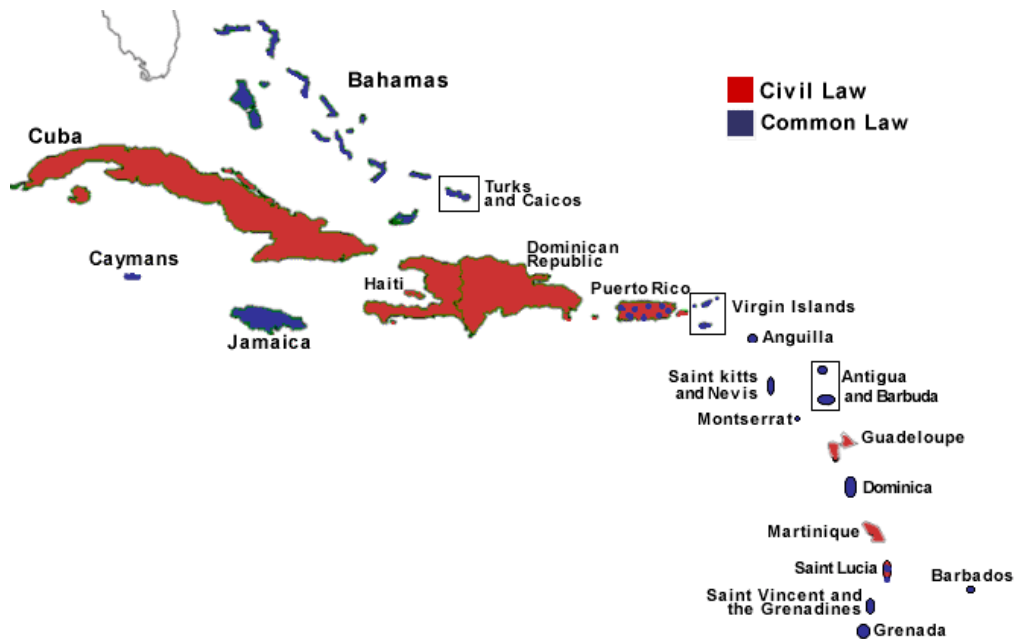 Bahamas
Civil Law
Common Law
Cuba
Turks
and Caicos
Caymans
Dominican
Republic
Haiti
Puerto Rico
Virgin Islands
Jamaica
Anguilla
Saint kitts
and Nevis
Antigua
and Barbuda
Montserrat
Guadeloupe
Dominica
Martinique
Saint Lucia
Barbados
Saint Vincent and
the Grenadines
Grenada